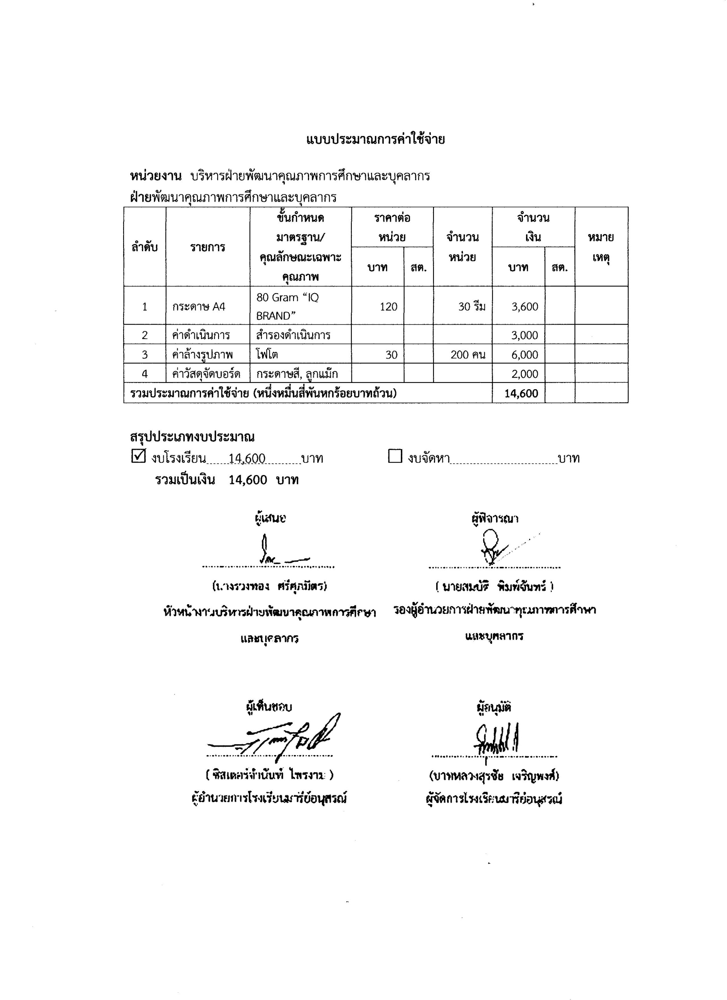 แบบประมาณการค่าใช้จ่าย
หน่วยงาน บริหารฝ่ายพัฒนาคุณภาพการศึกษาและบุคลากร
ฝ่ายพัฒนาคุณภาพการศึกษาและบุคลากร
ลำดับ รายการ ขั้นกำหนด มาตรฐาน/ คุณลักษณะเฉพาะ คุณภาพ ราคาต่อ หน่วย จำนวน หน่วย จำนวน เงิน หมาย เหตุ
บาท สต. บาท สต.
1 กระดาษ A4 80 Gram “IQ BRAND” 120 30 รีม 3,600
2 ค่าดำเนินการ สำรองดำเนินการ 3,000
3 ค่าล้างรูปภาพ โฟโต 30 200 คน 6,000
4 ค่าวัสดุจัดบอร์ด กระดาษสี, ลูกแม็ก 2,000
รวมประมาณการค่าใช้จ่าย (หนึ่งหมื่นสี่พันหกร้อยบาทถ้วน) 14,600
สรุปประเภทงบประมาณ
งบโรงเรียน 14,600 บาท งบจัดหา บาท
รวมเป็นเงิน 14,600 บาท
ผู้เสนอ ผู้พิจารณา
(นางรวงทอง ศรีศุภมิตร) ( นายสมบัติ พิมพ์จันทร์ )
หัวหน้างานบริหารฝ่ายพัฒนาคุณภาพการศึกษา รองผู้อำนวยการฝ่ายพัฒนาคุณภาพการศึกษา
และบุคลากร และบุคลากร
ผู้เห็นชอบ ผู้อนุมัติ
( ซิสเตอร์จำนันท์ ไพรงาม ) (บาทหลวงสุรชัย เจริญพงศ์)
ผู้อำนวยการโรงเรียนมารีย์อนุสรณ์ ผู้จัดการโรงเรียนมารีย์อนุสรณ์